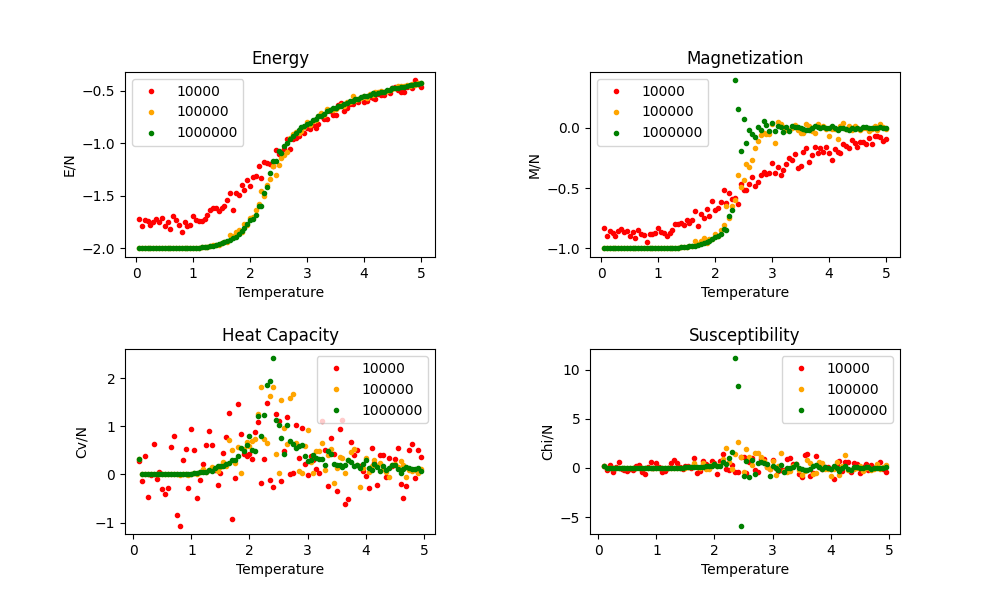 Energy
E/N
−0.5
−1.0
−1.5
−2.0
10000
100000
1000000
0 1 2 3 4 5
Temperature
Magnetization
M/N
0.0
−0.5
−1.0
10000
100000
1000000
0 1 2 3 4 5
Temperature
Heat Capacity
Cv/N
2
1
0
−1
10000
100000
1000000
0 1 2 3 4 5
Temperature
Susceptibility
Chi/N
10
5
0
−5
10000
100000
1000000
0 1 2 3 4 5
Temperature